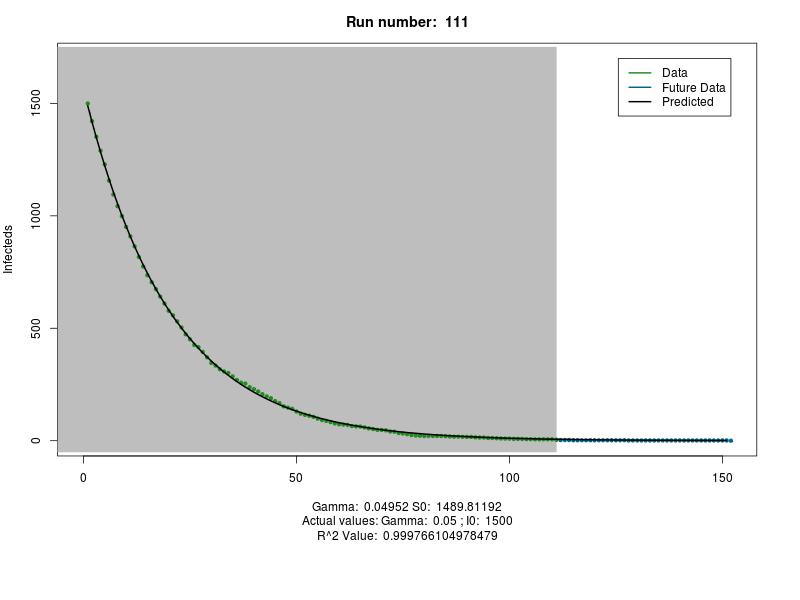 Run number: 111
Data
Future Data
Predicted
Infecteds
1500
1000
500
0
0
50
100
150
Gamma: 0.04952 S0: 1489.81192
Actual values: Gamma: 0.05 ; I0: 1500
R^2 Value: 0.999766104978479